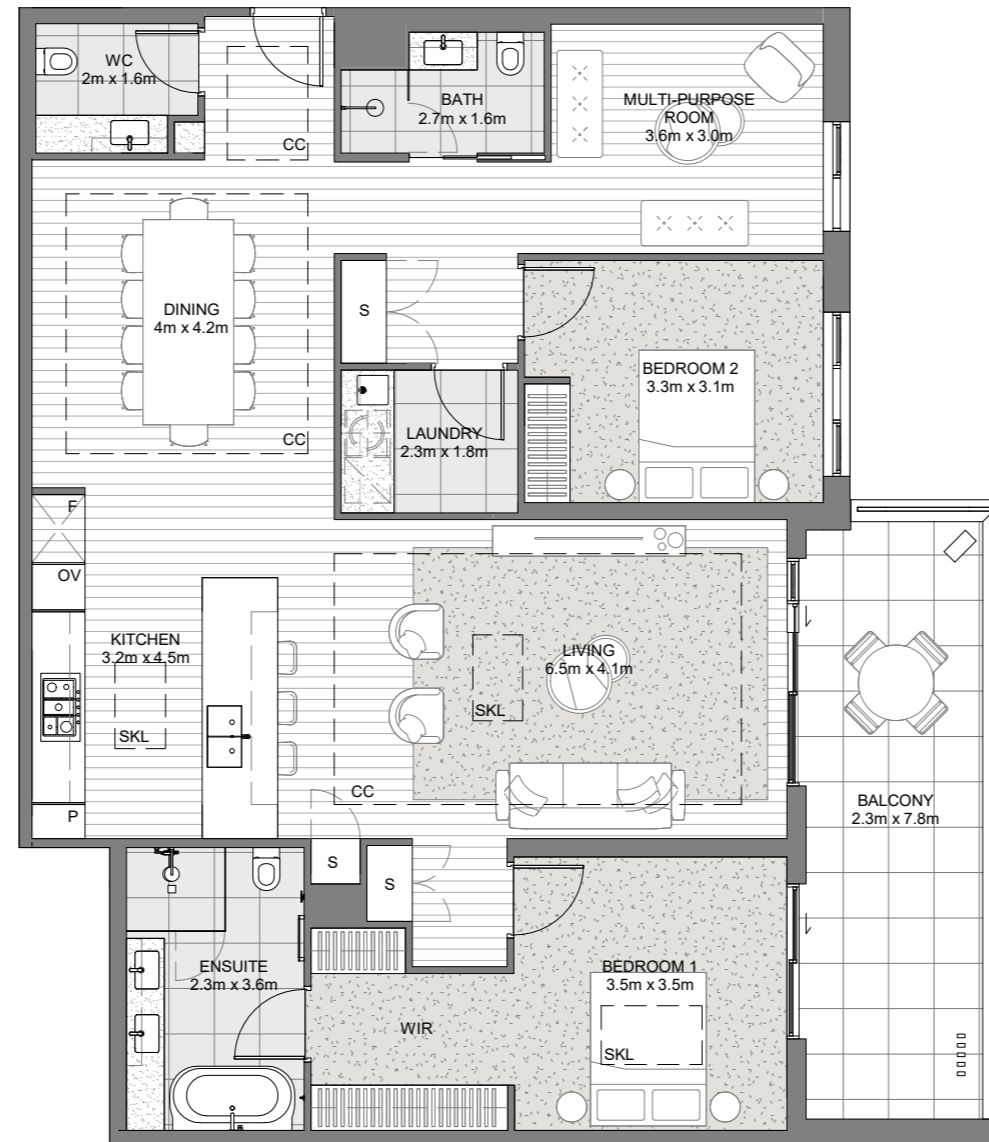 WC
2m x 1.6m
CC
BATH
2.7m x 1.6m
MULTI-PURPOSE
ROOM
3.6m x 3.0m
DINING
4m x 4.2m
CC
S
BEDROOM 2
3.3m x 3.1m
LAUNDRY
2.3m x 1.8m
F
OV
KITCHEN
3.2m x 4.5m
SKL
P
LIVING
6.5m x 4.1m
SKL
CC
BALCONY
2.3m x 7.8m
S
S
ENSUITE
2.3m x 3.6m
WIR
BEDROOM 1
3.5m x 3.5m
SKL